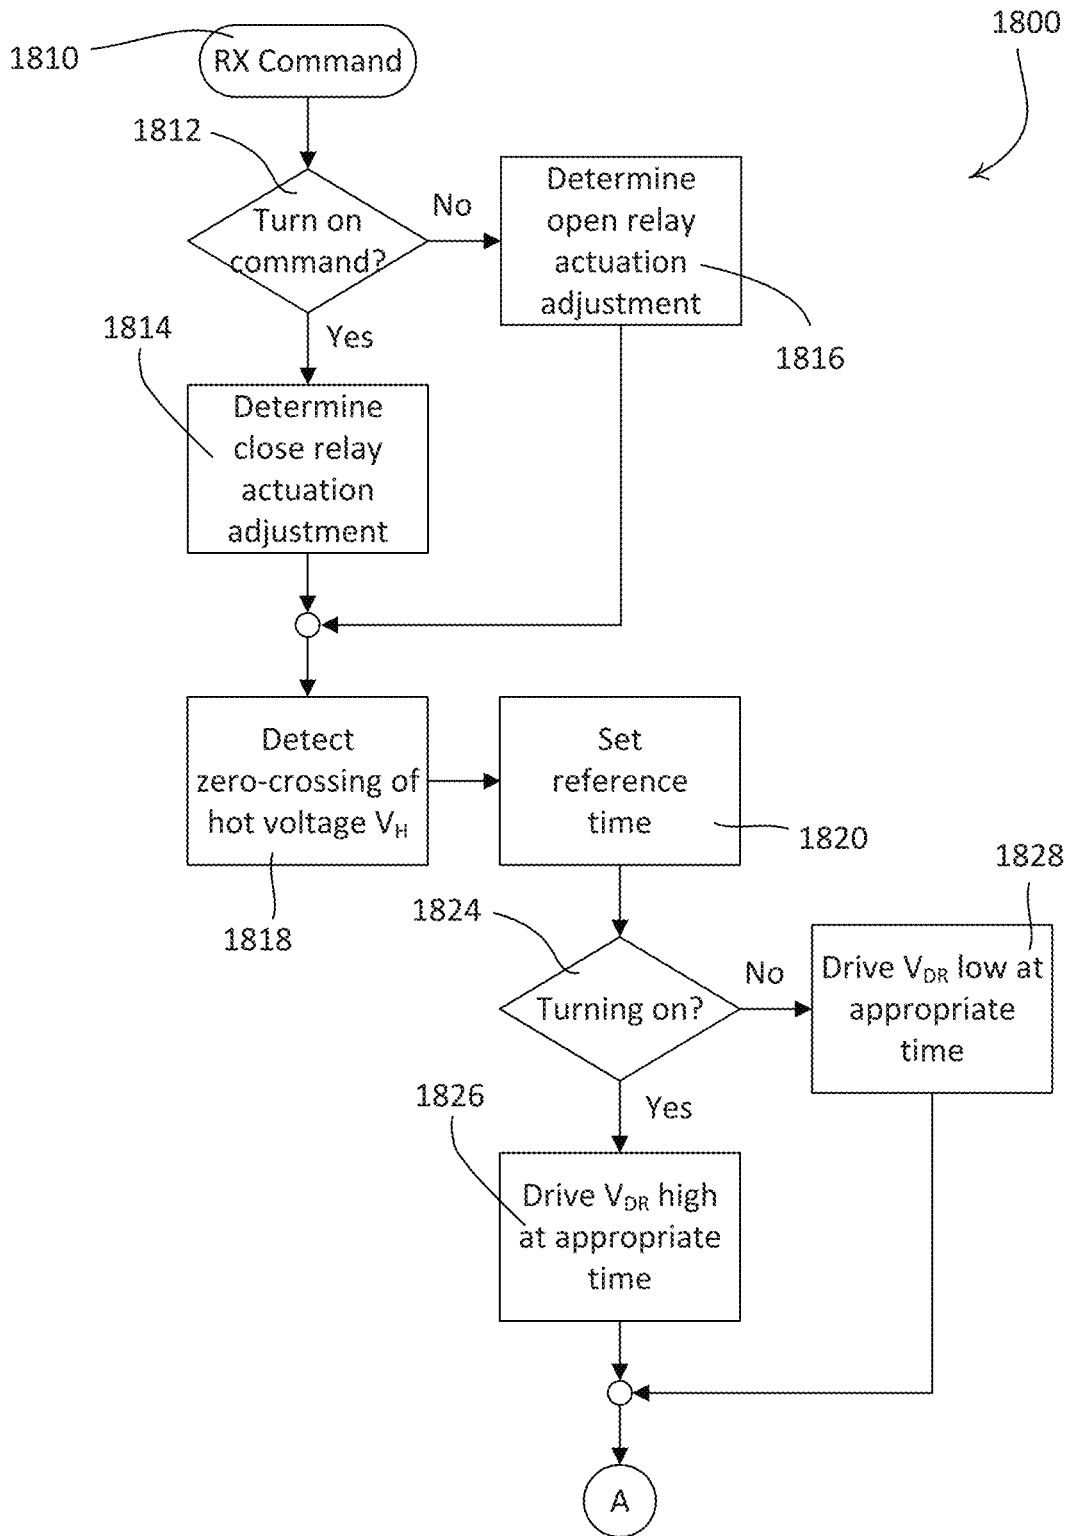 1800
1810
RX Command
1812
Turn on
command?
No
Determine
open relay
actuation
adjustment
1816
Yes
1814
Determine
close relay
actuation
adjustment
Detect
zero-crossing of
hot voltage VH
1818
Set
reference
time
1820
1824
Turning on?
No
1828
Drive VDR low at
appropriate
time
Yes
1826
Drive VDR high
at appropriate
time
A